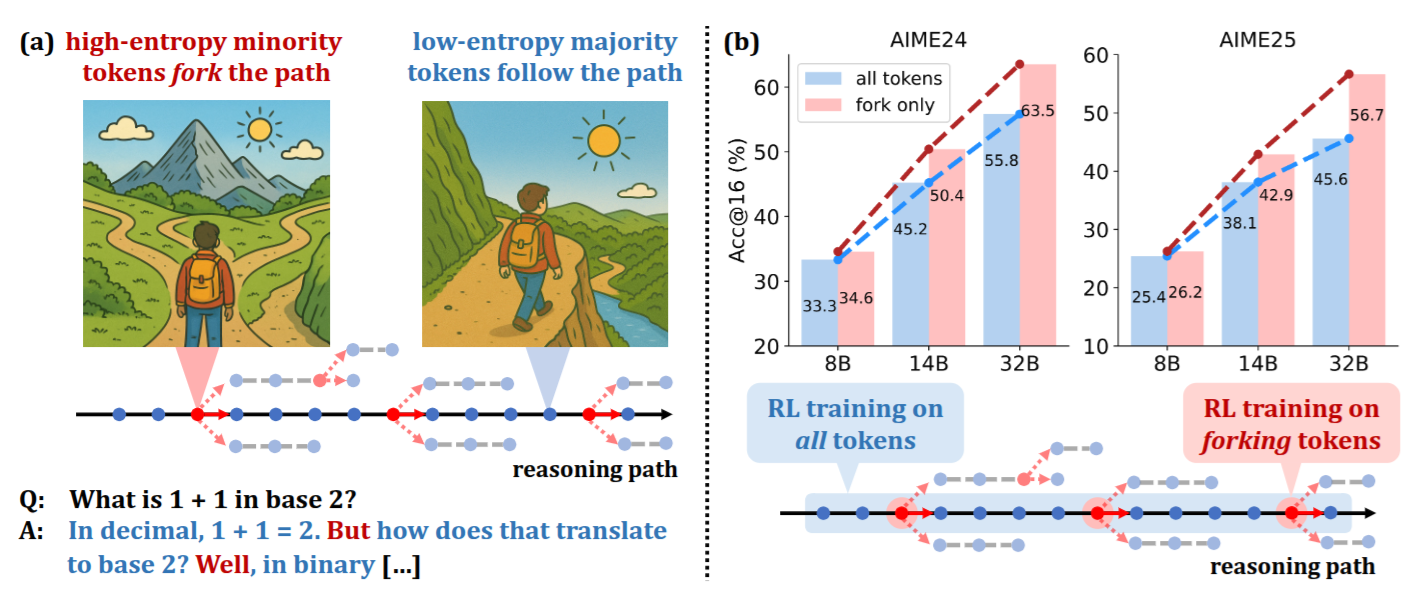 (a) high-entropy minority
tokens fork the path
low-entropy majority
tokens follow the path
reasoning path
Q: What is 1 + 1 in base 2?
A: In decimal, 1 + 1 = 2. But how does that translate
to base 2? Well, in binary [...]
(b)
AIME24
all tokens
fork only
Acc@16 (%)
60
50
40
30
20
33.3
34.6
45.2
50.4
55.8
63.5
8B
14B
32B
AIME25
60
50
40
30
20
10
25.4
26.2
38.1
42.9
45.6
56.7
8B
14B
32B
RL training on
all tokens
RL training on
forking tokens
reasoning path